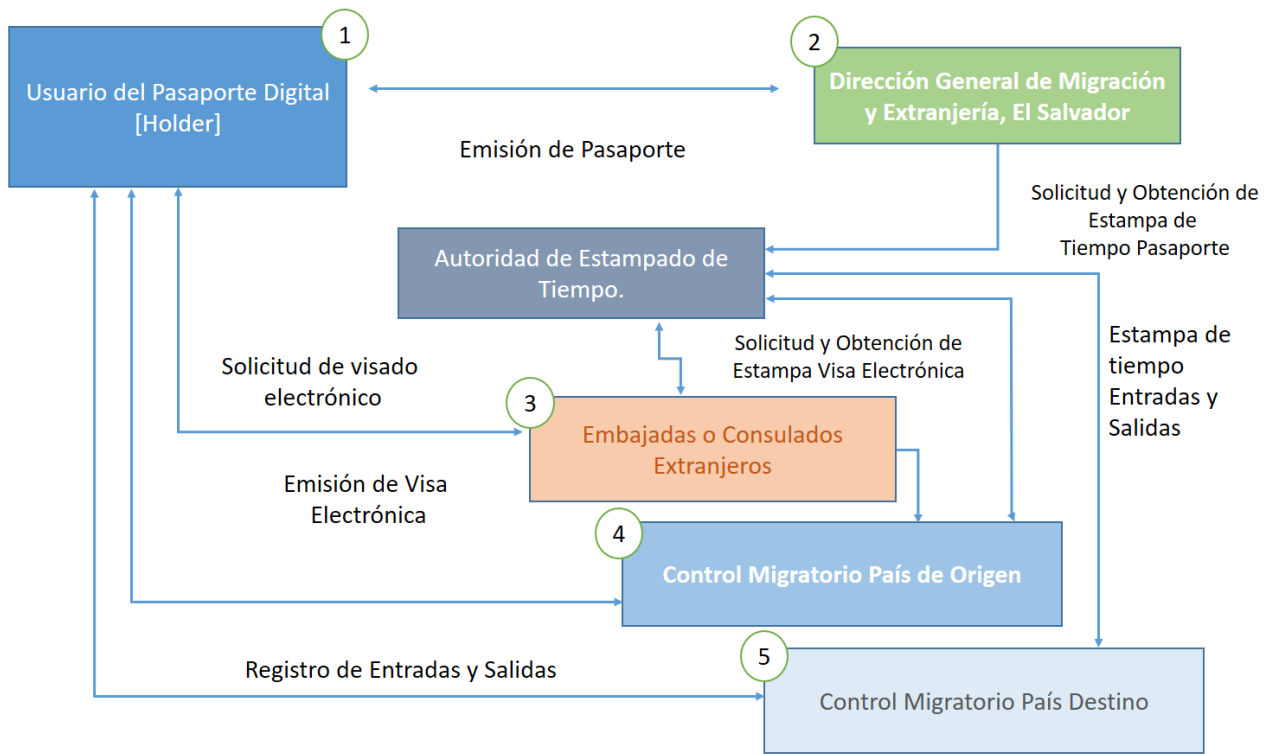 1
Usuario del Pasaporte Digital
[Holder]
2
Dirección General de Migración
y Extranjería, El Salvador
Emisión de Pasaporte
Solicitud y Obtención de
Estampa de
Tiempo Pasaporte
Autoridad de Estampado de
Tiempo.
Solicitud y Obtención de
Estampa Visa Electrónica
Estampa de
tiempo
Entradas y
Salidas
Solicitud de visado
electrónico
3
Embajadas o Consulados
Extranjeros
Emisión de Visa
Electrónica
4
Control Migratorio País de Origen
Registro de Entradas y Salidas
5
Control Migratorio País Destino